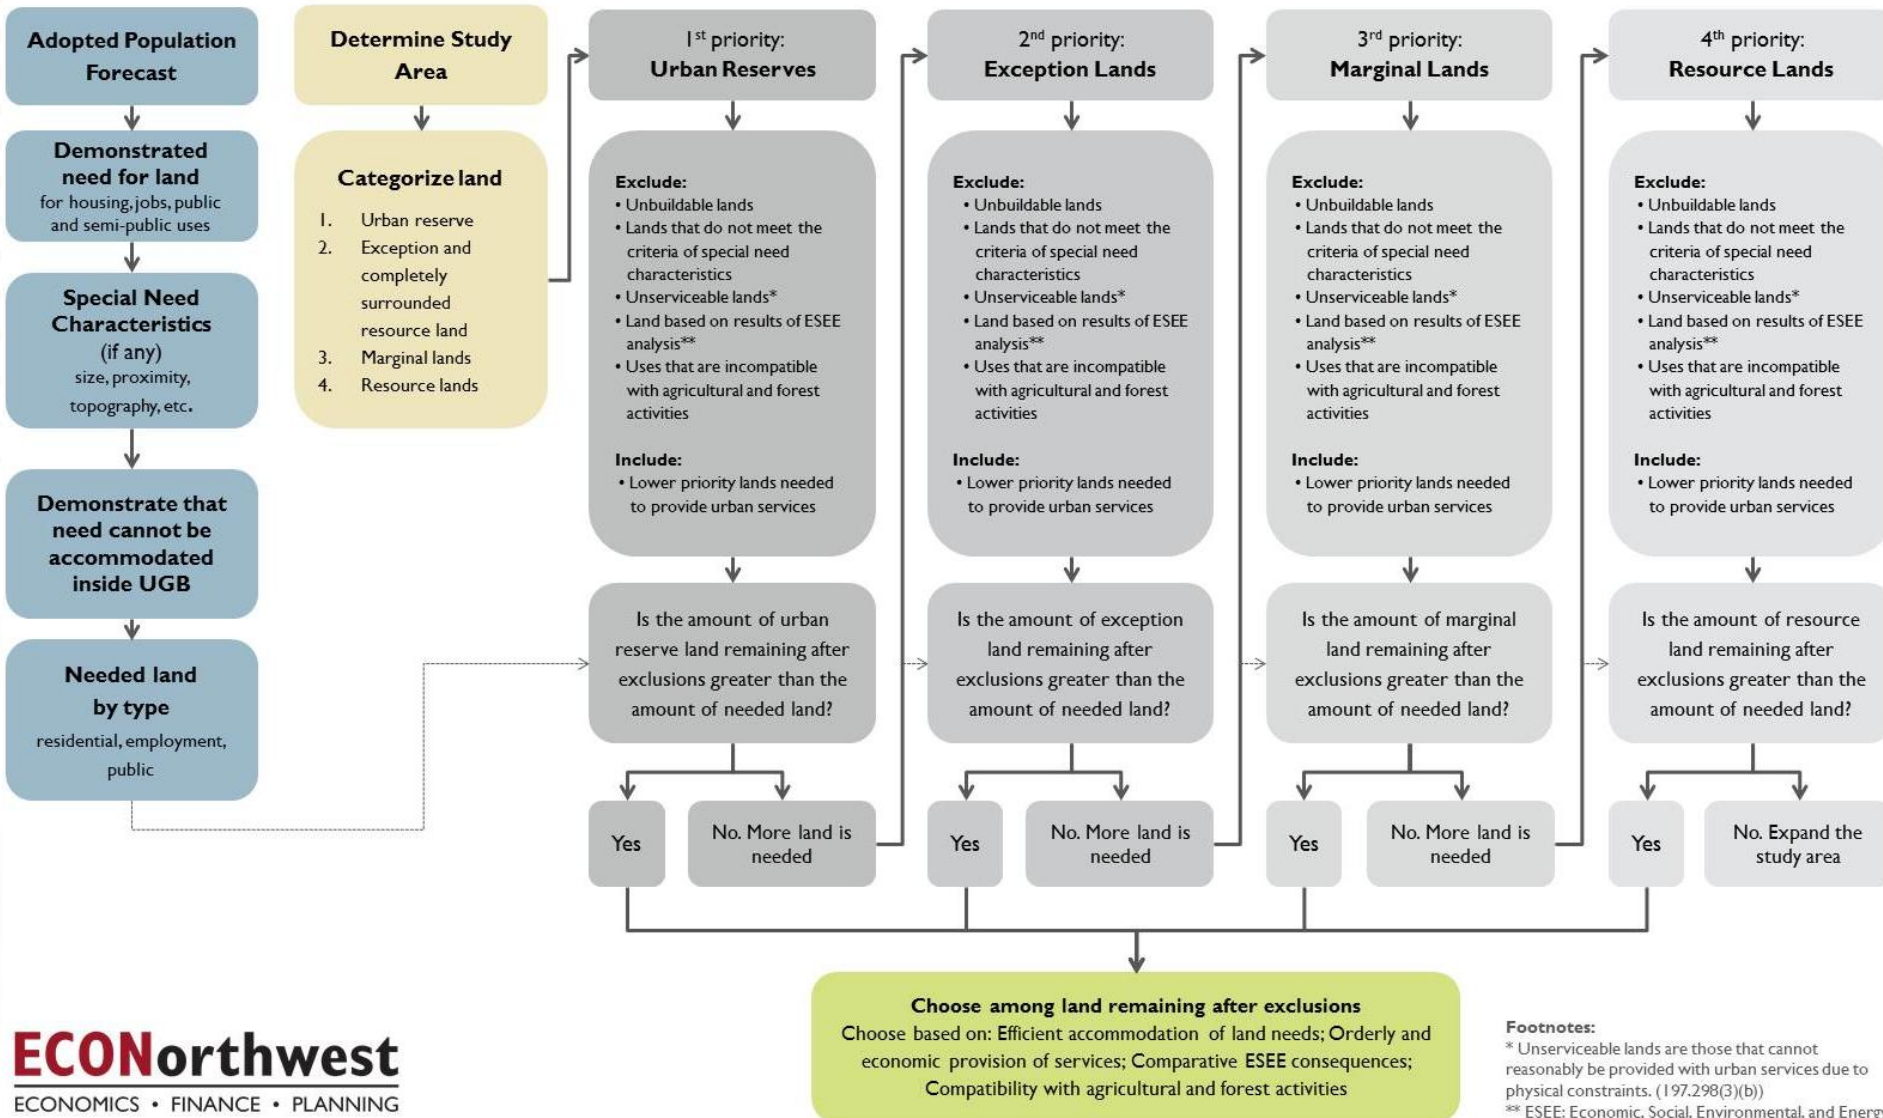 Adopted Population
Forecast
Demonstrated
need for land
for housing, jobs, public
and semi-public uses
Special Need
Characteristics
(if any)
size, proximity,
topography, etc.
Demonstrate that
need cannot be
accommodated
inside UGB
Needed land
by type
residential, employment,
public
Determine Study
Area
Categorize land
1. Urban reserve
2. Exception and
completely
surrounded
resource land
3. Marginal lands
4. Resource lands
1st priority:
Urban Reserves
Exclude:
• Unbuildable lands
• Lands that do not meet the
criteria of special need
characteristics
• Unserviceable lands*
• Land based on results of ESEE
analysis**
• Uses that are incompatible
with agricultural and forest
activities
Include:
• Lower priority lands needed
to provide urban services
Is the amount of urban
reserve land remaining after
exclusions greater than the
amount of needed land?
Yes
No. More land is
needed
2nd priority:
Exception Lands
Exclude:
• Unbuildable lands
• Lands that do not meet the
criteria of special need
characteristics
• Unserviceable lands*
• Land based on results of ESEE
analysis**
• Uses that are incompatible
with agricultural and forest
activities
Include:
• Lower priority lands needed
to provide urban services
Is the amount of exception
land remaining after
exclusions greater than the
amount of needed land?
Yes
No. More land is
needed
3rd priority:
Marginal Lands
Exclude:
• Unbuildable lands
• Lands that do not meet the
criteria of special need
characteristics
• Unserviceable lands*
• Land based on results of ESEE
analysis**
• Uses that are incompatible
with agricultural and forest
activities
Include:
• Lower priority lands needed
to provide urban services
Is the amount of marginal
land remaining after
exclusions greater than the
amount of needed land?
Yes
No. More land is
needed
4th priority:
Resource Lands
Exclude:
• Unbuildable lands
• Lands that do not meet the
criteria of special need
characteristics
• Unserviceable lands*
• Land based on results of ESEE
analysis**
• Uses that are incompatible
with agricultural and forest
activities
Include:
• Lower priority lands needed
to provide urban services
Is the amount of resource
land remaining after
exclusions greater than the
amount of needed land?
Yes
No. Expand the
study area
Choose among land remaining after exclusions
Choose based on: Efficient accommodation of land needs; Orderly and
economic provision of services; Comparative ESEE consequences;
Compatibility with agricultural and forest activities
ECONorthwest
ECONOMICS • FINANCE • PLANNING
Footnotes:
* Unserviceable lands are those that cannot
reasonably be provided with urban services due to
physical constraints. (197.298(3)(b))
** ESEE: Economic, Social, Environmental, and Energy